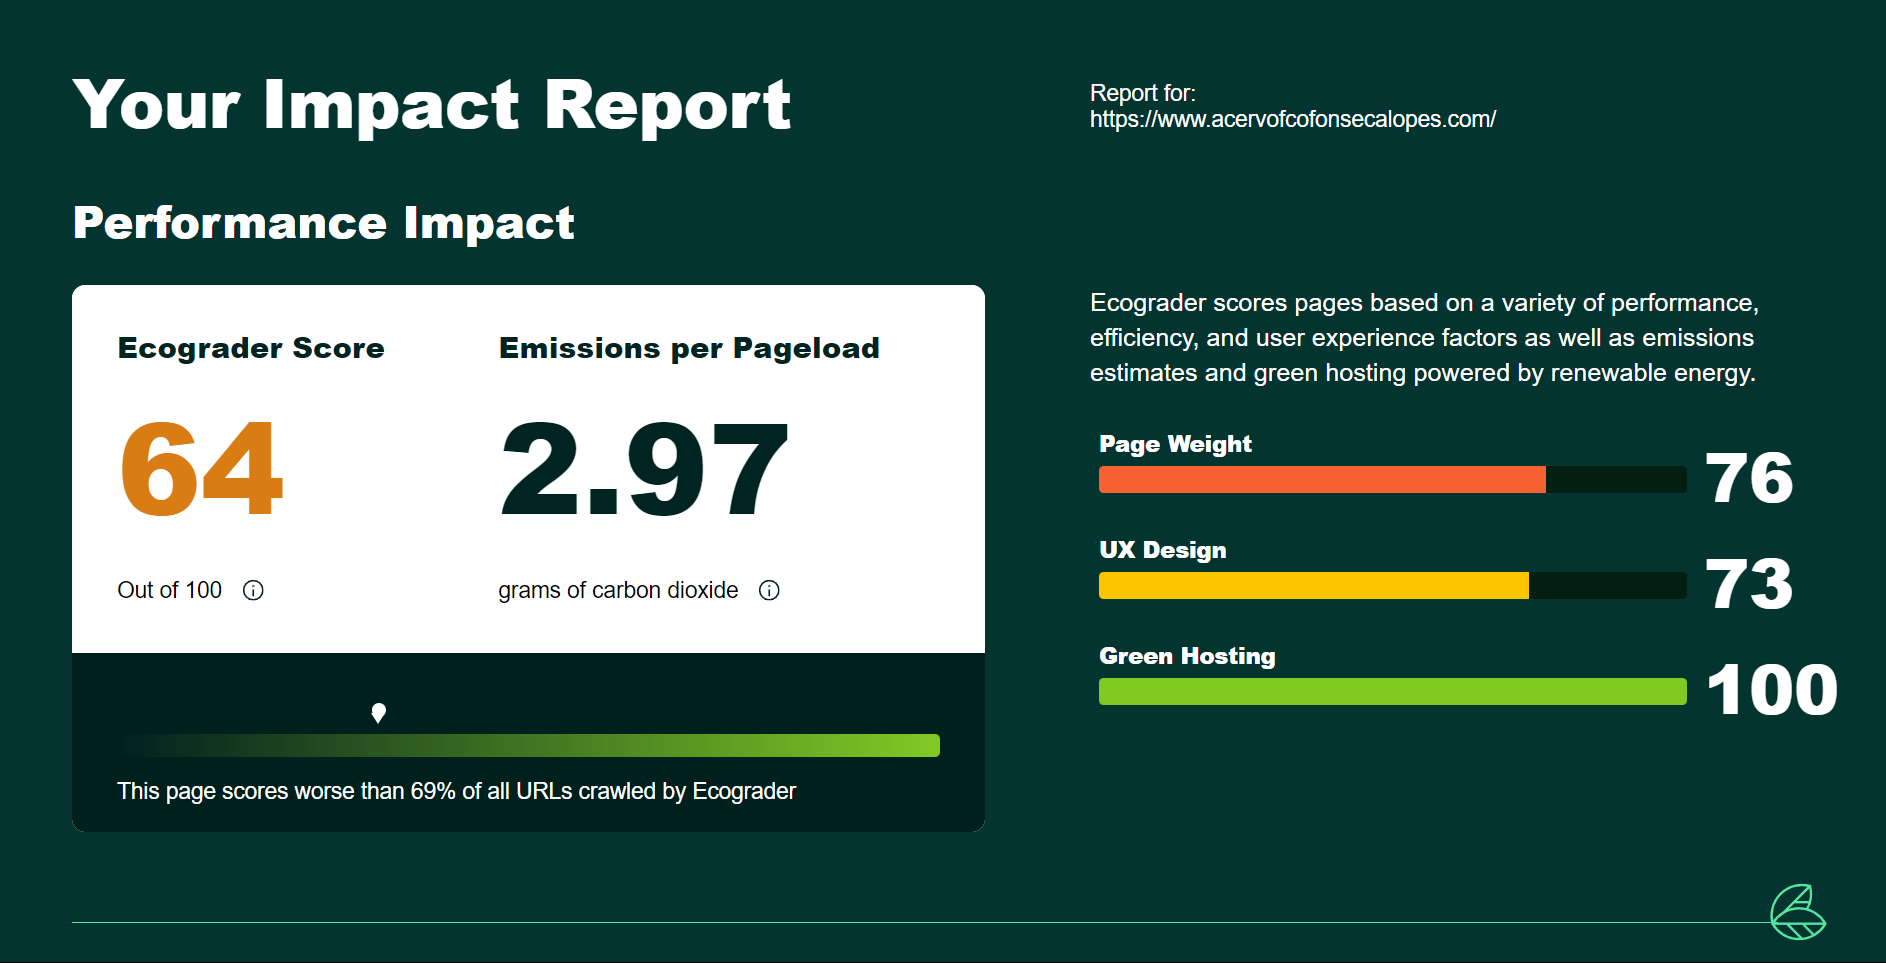 Your Impact Report
Report for:
https://www.acervofcofonsecalopes.com/
Performance Impact
Ecograder Score
64
Out of 100
Emissions per Pageload
2.97
grams of carbon dioxide
This page scores worse than 69% of all URLs crawled by Ecograder
Ecograder scores pages based on a variety of performance,
efficiency, and user experience factors as well as emissions
estimates and green hosting powered by renewable energy.
Page Weight
76
UX Design
73
Green Hosting
100